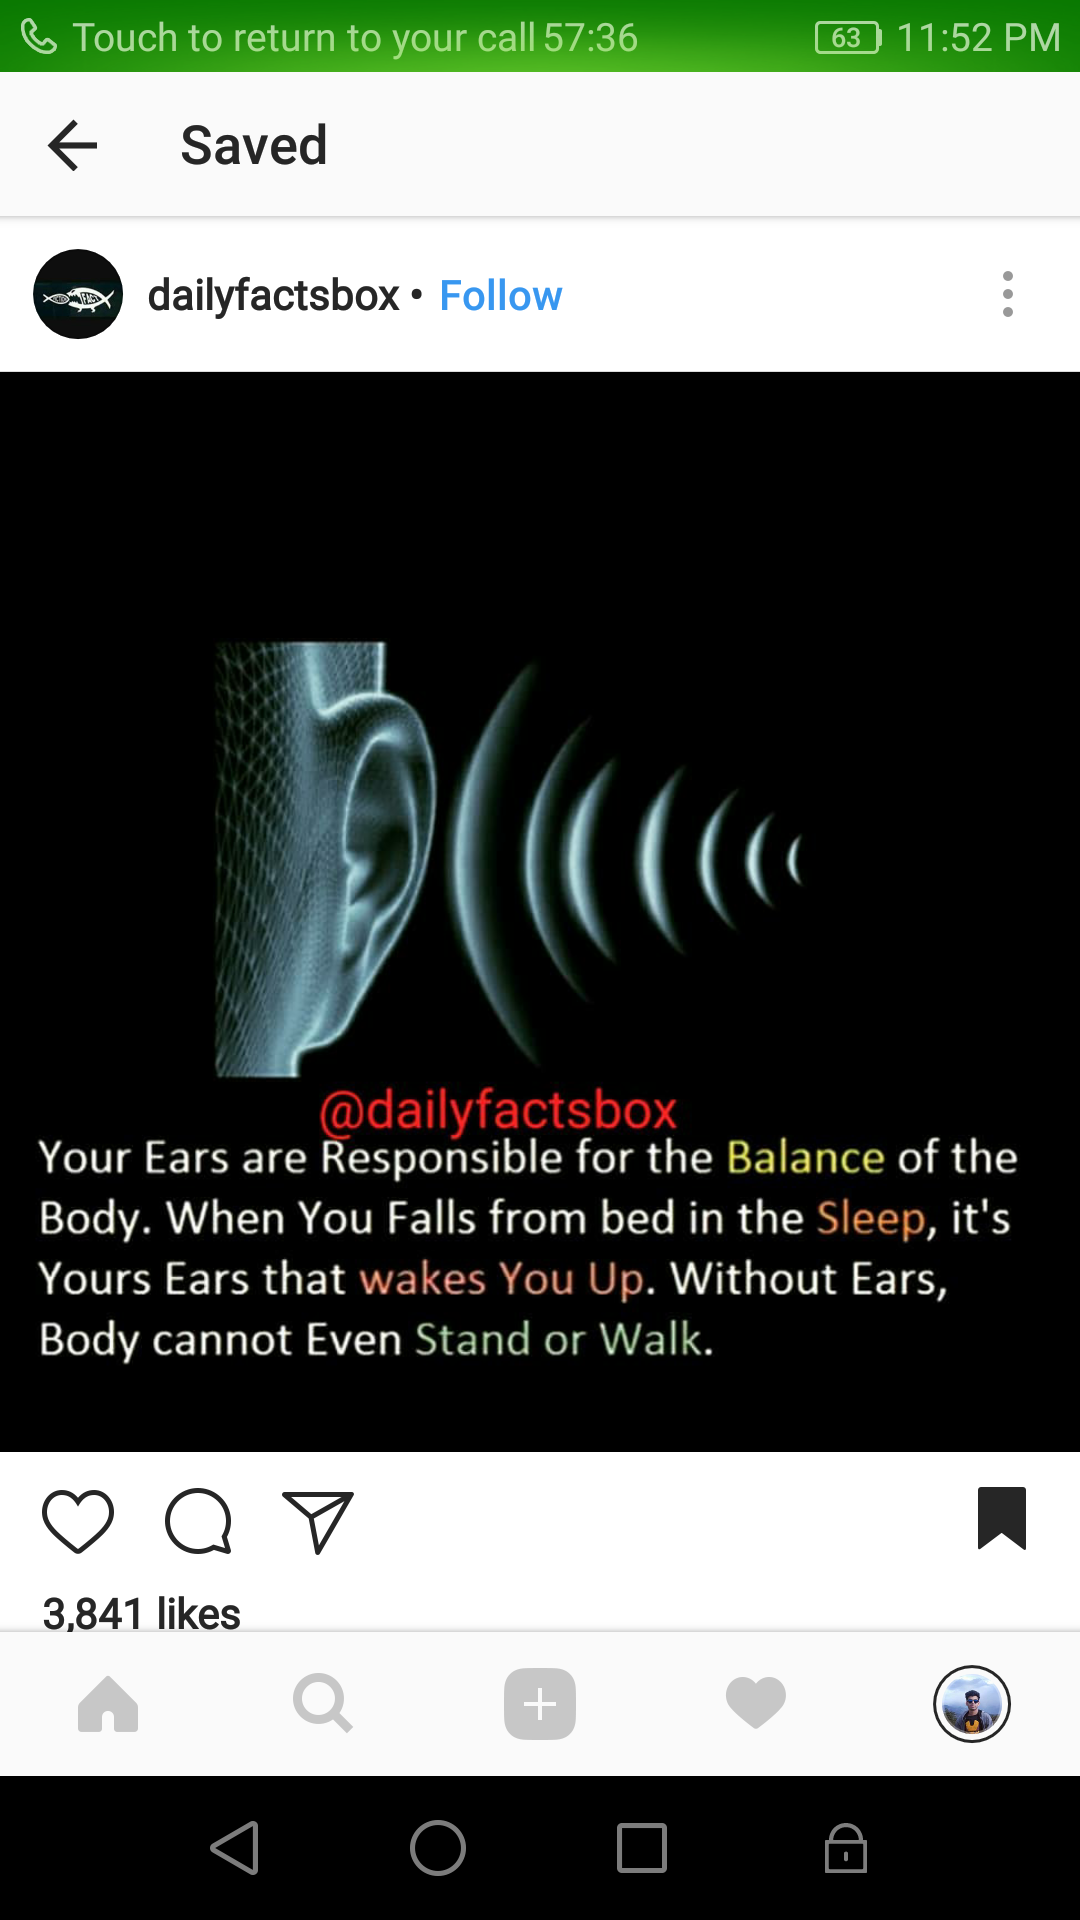 Touch to return to your call 57:36 63 11:52 PM
Saved
dailyfactsbox • Follow
@dailyfactsbox
Your Ears are Responsible for the Balance of the
Body. When You Falls from bed in the Sleep, it's
Yours Ears that wakes You Up. Without Ears,
Body cannot Even Stand or Walk.
3,841 likes